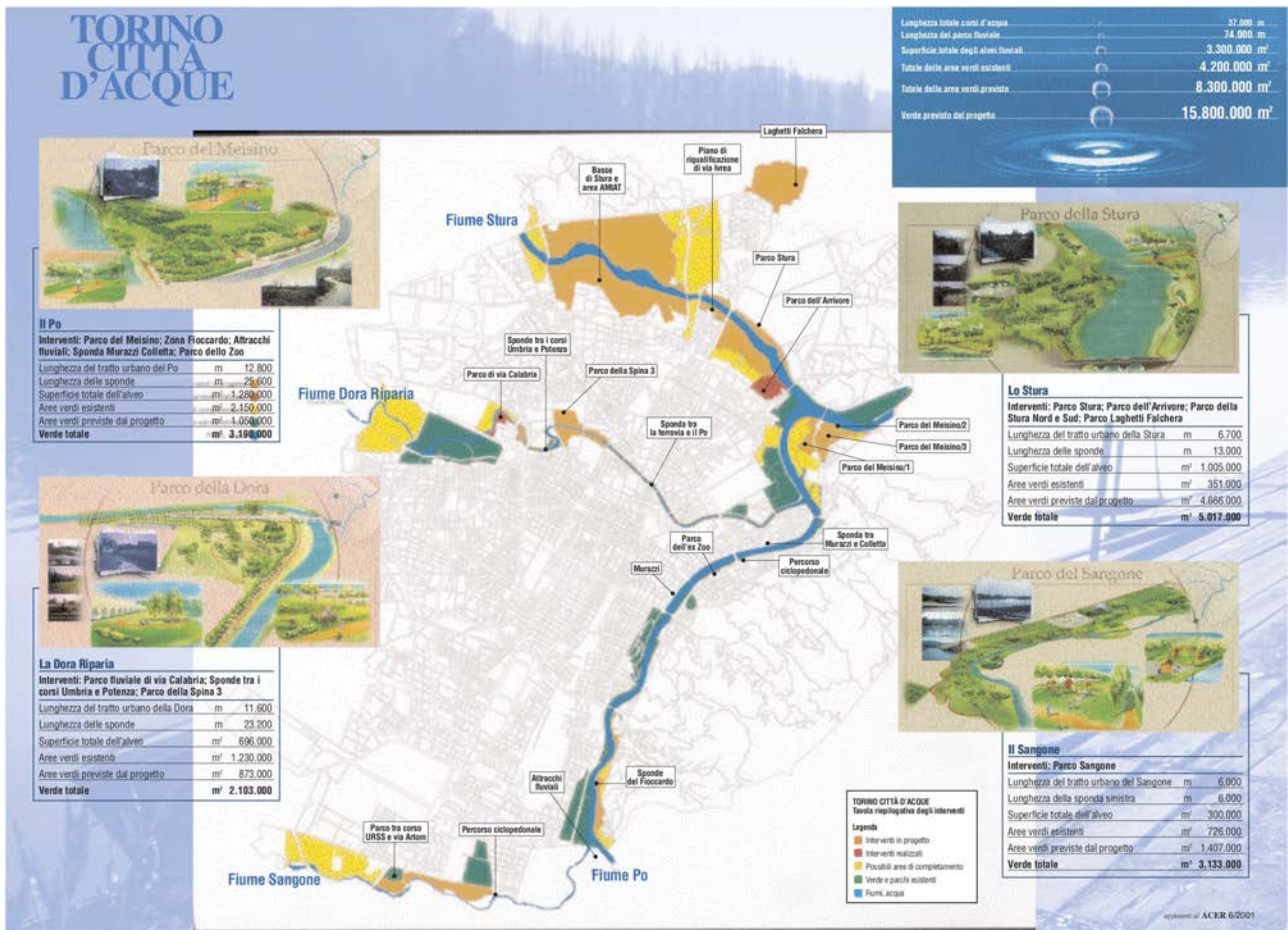 TORINO
CITTÀ
D'ACQUE
Lunghezza totale corsi d'acqua 37.000 m
Lunghezza del parco fluviale 74.000 m
Superficie totale degli alvei fluviali 3.300.000 m²
Totale delle aree verdi esistenti 4.200.000 m²
Totale delle aree verdi previste 8.300.000 m²
Verde previsto dal progetto 15.800.000 m²
Parco del Meisino
Il Po
Interventi: Parco del Meisino; Zona Fioccardo; Attracchi
fluviali; Sponda Murazzi Colletta; Parco dello Zoo
Lunghezza del tratto urbano del Po m 12.800
Lunghezza delle sponde m 25.600
Superficie totale dell'alveo m² 1.280.000
Aree verdi esistenti m² 2.150.000
Aree verdi previste dal progetto m² 1.050.000
Verde totale m² 3.190.000
Parco della Dora
La Dora Riparia
Interventi: Parco fluviale di via Calabria; Sponde tra i
corsi Umbria e Potenza; Parco della Spina 3
Lunghezza del tratto urbano della Dora m 11.600
Lunghezza delle sponde m 23.200
Superficie totale dell'alveo m² 696.000
Aree verdi esistenti m² 1.230.000
Aree verdi previste dal progetto m² 873.000
Verde totale m² 2.103.000
Laghetti Falchera
Piano di
riqualificazione
di via Ivrea
Basse
di Stura e
area AMIAT
Fiume Stura
Parco Stura
Parco dell'Arrivore
Sponde tra i corsi
Umbria e Potenza
Parco di via Calabria
Parco della Spina 3
Fiume Dora Riparia
Sponda tra
la ferrovia e il Po
Parco del Meisino/2
Parco del Meisino/3
Parco del Meisino/1
Parco
dell'ex Zoo
Sponda tra
Murazzi e Colletta
Percorso
ciclopedonale
Murazzi
Attracchi
fluviali
Sponde
del Fioccardo
Parco tra corso
URSS e via Artom
Percorso ciclopedonale
Fiume Sangone
Fiume Po
TORINO CITTÀ D'ACQUE
Tavola riepilogativa degli interventi
Legenda
Interventi in progetto
Interventi realizzati
Possibili aree di completamento
Verde e parchi esistenti
Fiumi, acqua
Parco della Stura
Lo Stura
Interventi: Parco Stura; Parco dell'Arrivore; Parco della
Stura Nord e Sud; Parco Laghetti Falchera
Lunghezza del tratto urbano della Stura m 6.700
Lunghezza delle sponde m 13.000
Superficie totale dell'alveo m² 1.005.000
Aree verdi esistenti m² 351.000
Aree verdi previste dal progetto m² 4.666.000
Verde totale m² 5.017.000
Parco del Sangone
Il Sangone
Interventi: Parco Sangone
Lunghezza del tratto urbano del Sangone m 6.000
Lunghezza della sponda sinistra m 6.000
Superficie totale dell'alveo m² 300.000
Aree verdi esistenti m² 726.000
Aree verdi previste dal progetto m² 1.407.000
Verde totale m² 3.133.000
ACER 6/2001